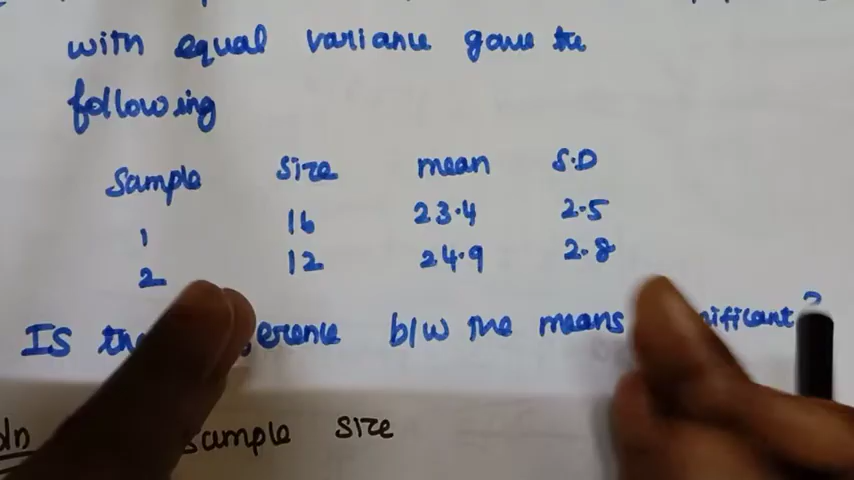 with equal variance gave the
following
Sample Size mean S.D
1 16 23.4 2.5
2 12 24.9 2.8
Is the b/w the means ?
sample size